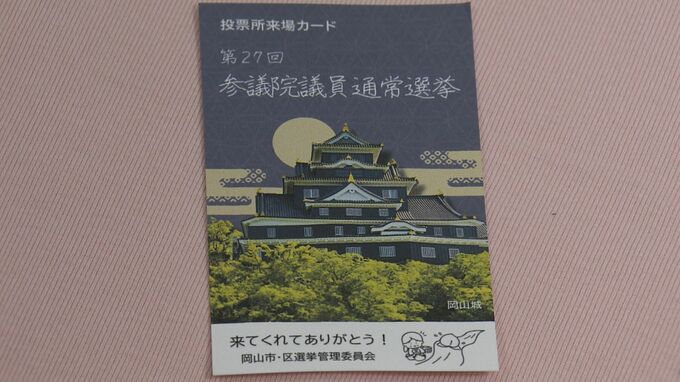 投票所来場カード
第27回
参議院議員通常選挙
岡山城
来てくれてありがとう！
岡山市・区選挙管理委員会